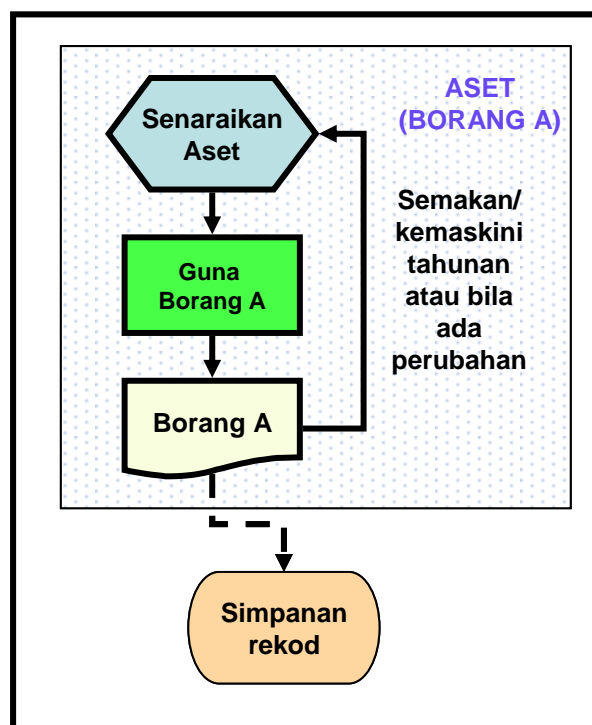 Senaraikan
Aset
ASET
(BORANG A)
Semakan/
kemaskini
tahunan
atau bila
ada
perubahan
Guna
Borang A
Borang A
Simpanan
rekod